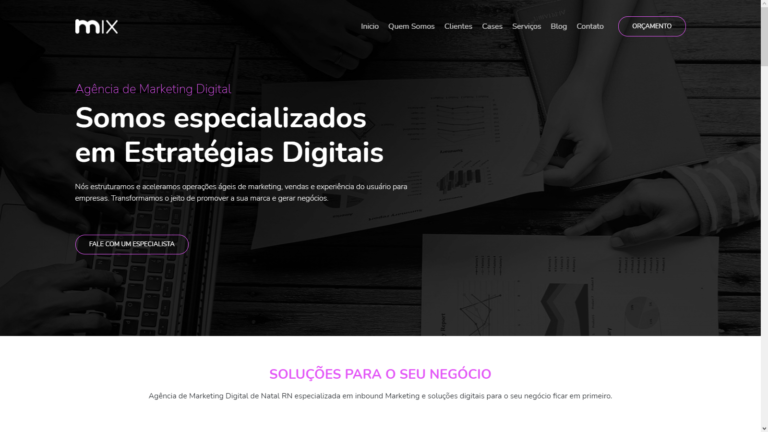 mIX
Inicio Quem Somos Clientes Cases Serviços Blog Contato ORÇAMENTO
Agência de Marketing Digital
Somos especializados
em Estratégias Digitais
Nós estruturamos e aceleramos operações ágeis de marketing, vendas e experiência do usuário para
empresas. Transformamos o jeito de promover a sua marca e gerar negócios.
FALE COM UM ESPECIALISTA
SOLUÇÕES PARA O SEU NEGÓCIO
Agência de Marketing Digital de Natal RN especializada em inbound Marketing e soluções digitais para o seu negócio ficar em primeiro.